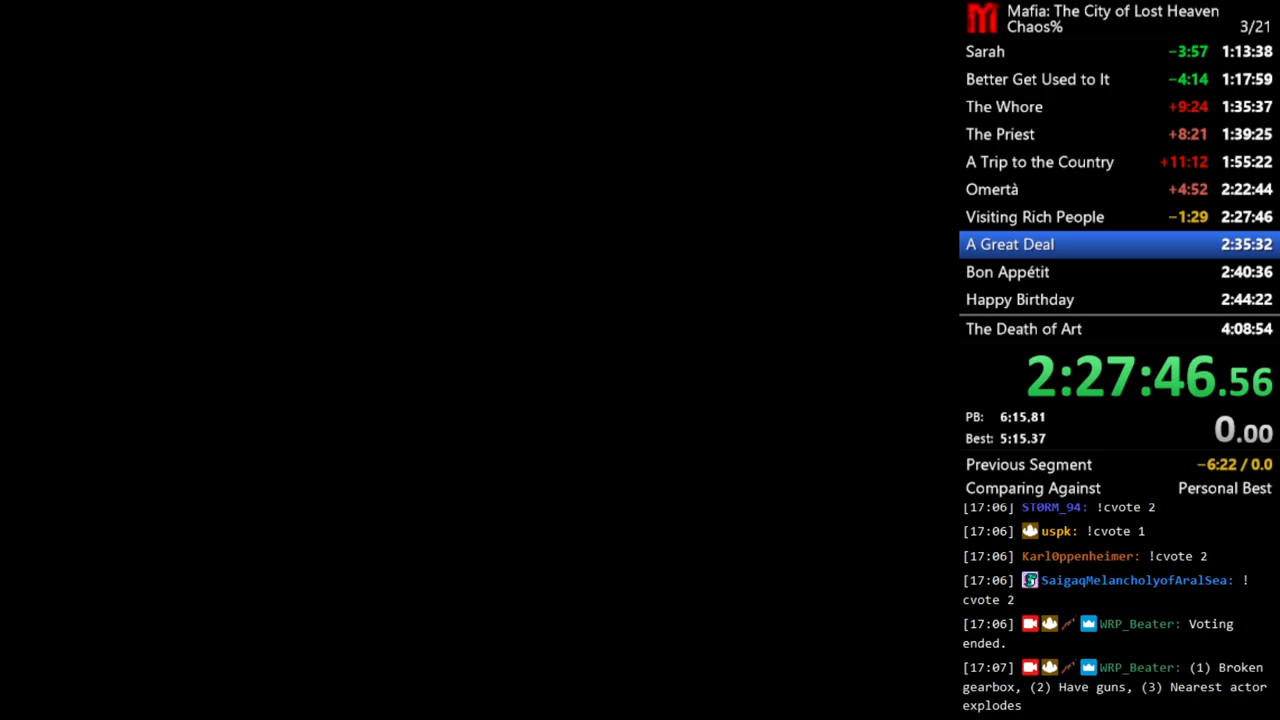 Mafia: The City of Lost Heaven
Chaos% 3/21
Sarah −3:57 1:13:38
Better Get Used to It −4:14 1:17:59
The Whore +9:24 1:35:37
The Priest +8:21 1:39:25
A Trip to the Country +11:12 1:55:22
Omertà +4:52 2:22:44
Visiting Rich People −1:29 2:27:46
A Great Deal 2:35:32
Bon Appétit 2:40:36
Happy Birthday 2:44:22
The Death of Art 4:08:54
2:27:46.56
PB: 6:15.81
Best: 5:15.37
0.00
Previous Segment −6:22 / 0.0
Comparing Against Personal Best
[17:06] ST0RM_94: !cvote 2
[17:06] uspk: !cvote 1
[17:06] Karl0ppenheimer: !cvote 2
[17:06] SaigaqMelancholyofAralSea: !
cvote 2
[17:06] WRP_Beater: Voting
ended.
[17:07] WRP_Beater: (1) Broken
gearbox, (2) Have guns, (3) Nearest actor
explodes